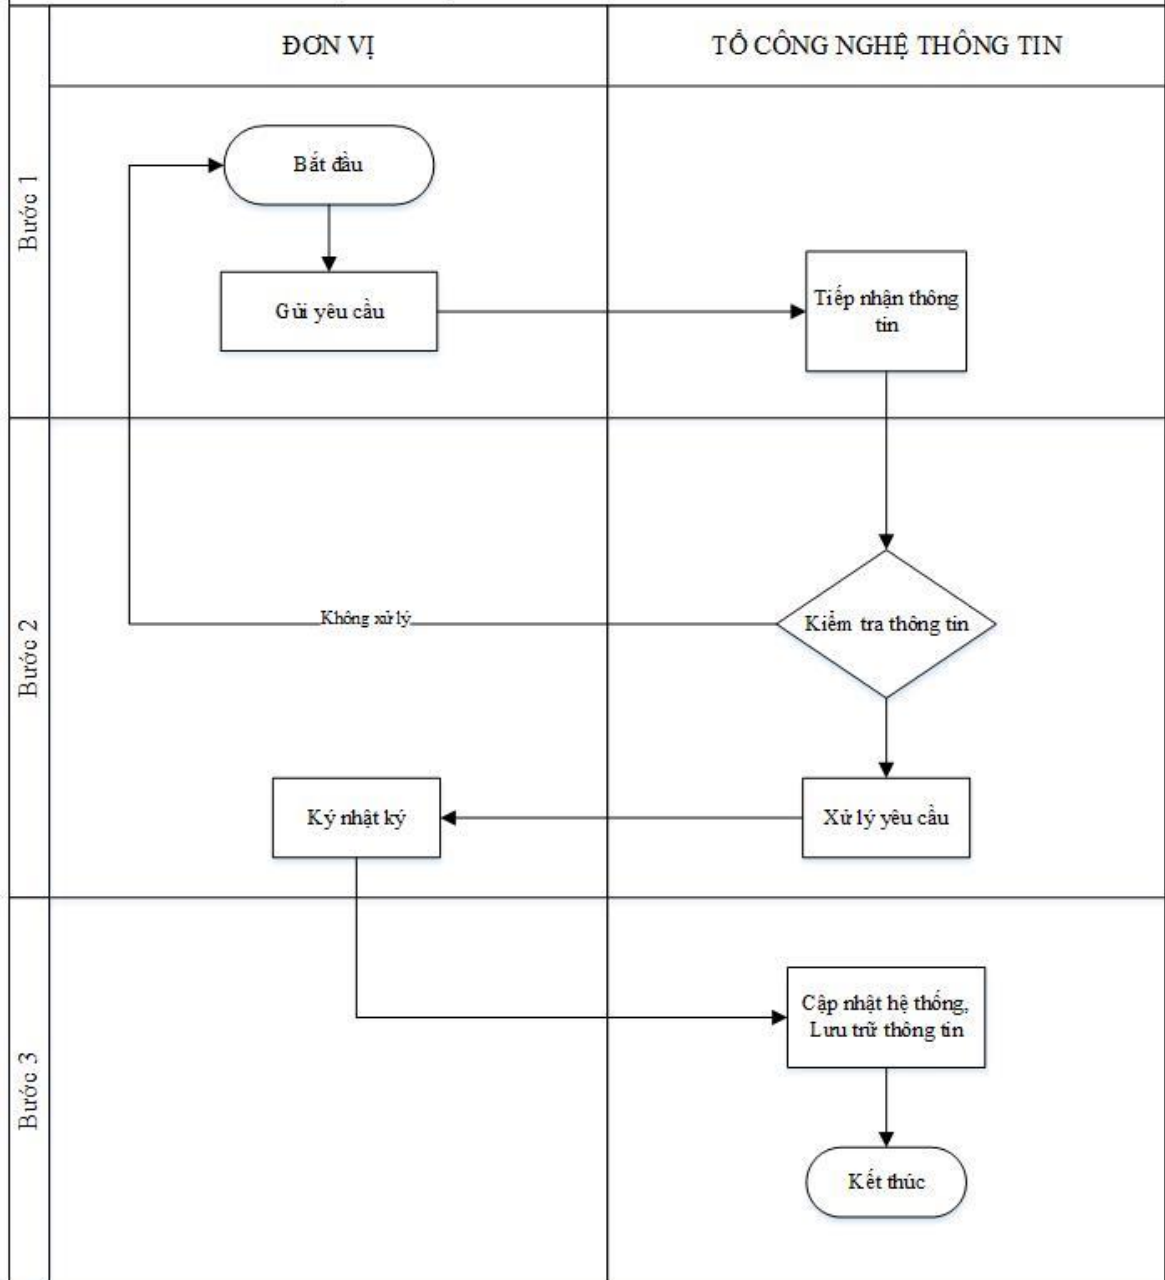 ĐƠN VỊ
TỔ CÔNG NGHỆ THÔNG TIN
Bước 1
Bắt đầu
Gửi yêu cầu
Tiếp nhận thông
tin
Bước 2
Không xử lý
Kiểm tra thông tin
Ký nhật ký
Xử lý yêu cầu
Bước 3
Cập nhật hệ thống,
Lưu trữ thông tin
Kết thúc